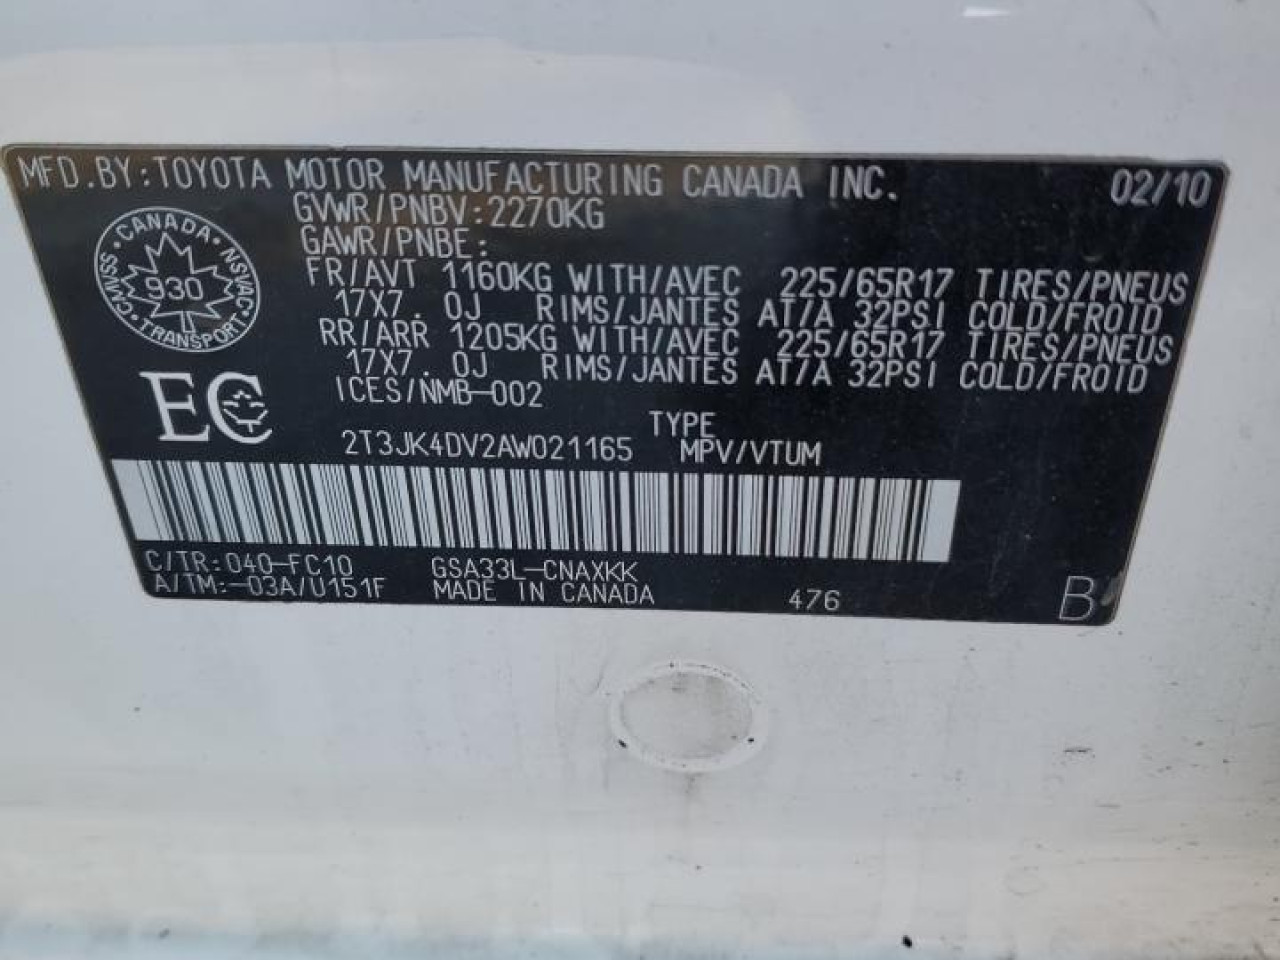 MFD.BY:TOYOTA MOTOR MANUFACTURING CANADA INC. 02/10
GVWR/PNBV:2270KG
GAWR/PNBE:
FR/AVT 1160KG WITH/AVEC 225/65R17 TIRES/PNEUS
17X7. 0J RIMS/JANTES AT/A 32PSI COLD/FROID
RR/ARR 1205KG WITH/AVEC 225/65R17 TIRES/PNEUS
17X7. 0J RIMS/JANTES AT/A 32PSI COLD/FROID
ICES/NMB-002
CANADA
CMVSS NSVAC
930
TRANSPORT
EC
TYPE
2T3JK4DV2AW021165 MPV/VTUM
C/TR:040-FC10 GSA33L-CNAXKK
A/TM:-03A/U151F MADE IN CANADA 476 B